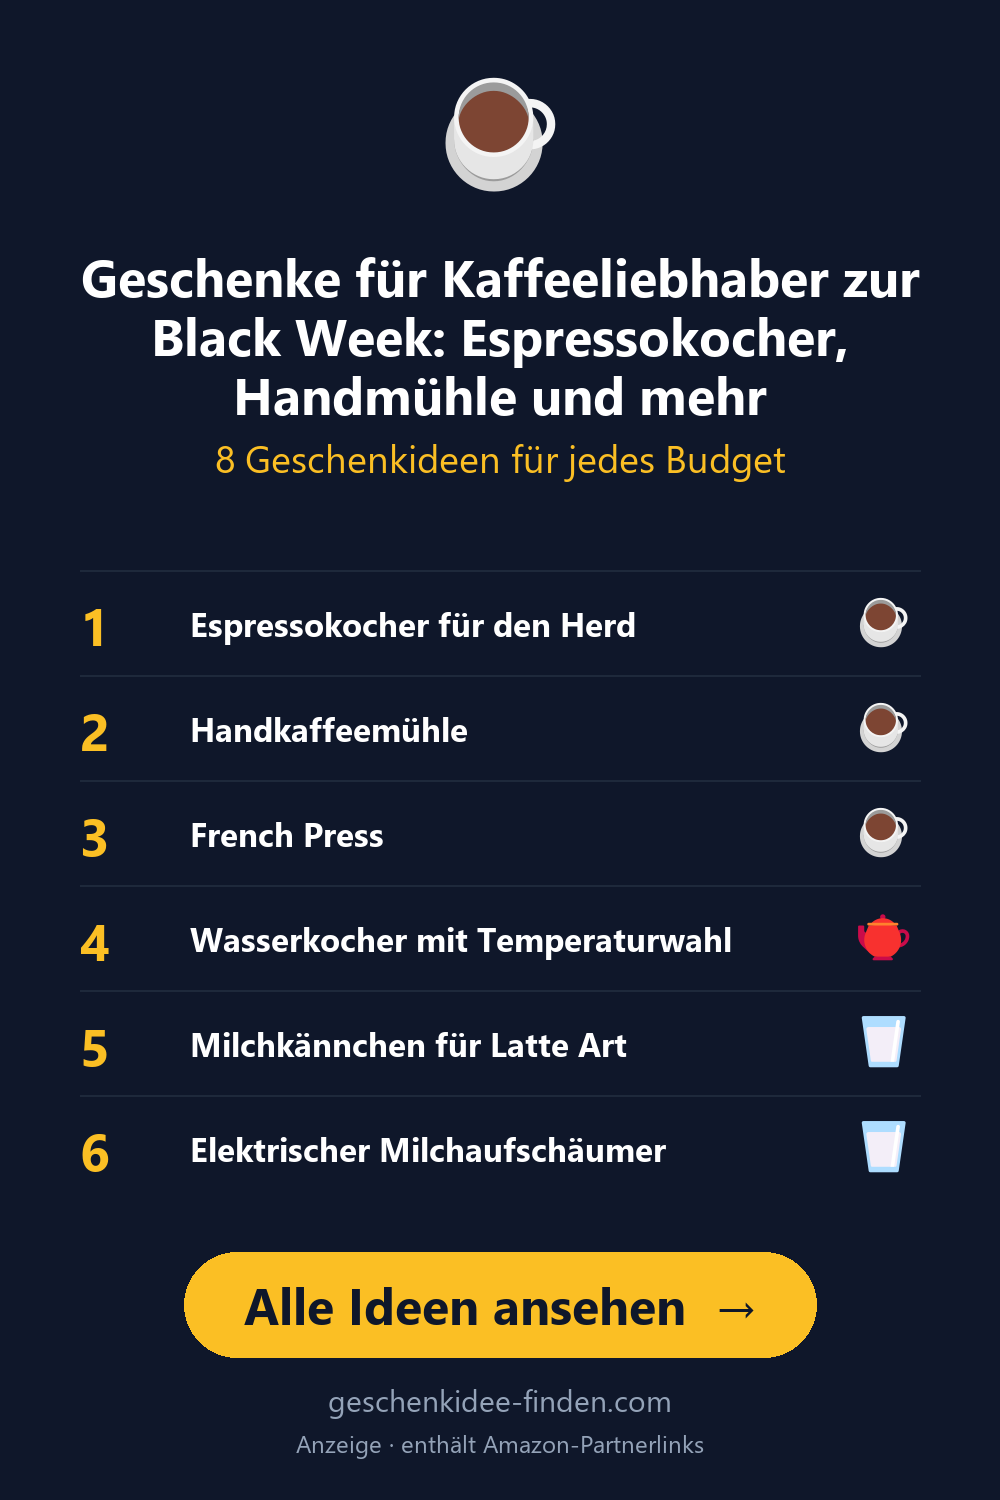 Geschenke für Kaffeeliebhaber zur
Black Week: Espressokocher,
Handmühle und mehr
8 Geschenkideen für jedes Budget
1 Espressokocher für den Herd
2 Handkaffeemühle
3 French Press
4 Wasserkocher mit Temperaturwahl
5 Milchkännchen für Latte Art
6 Elektrischer Milchaufschäumer
Alle Ideen ansehen →
geschenkidee-finden.com
Anzeige · enthält Amazon-Partnerlinks